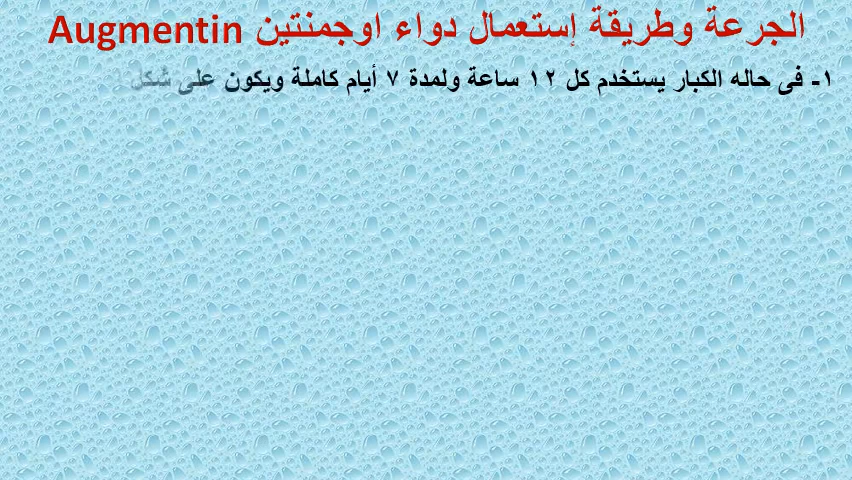 الجرعة وطريقة إستعمال دواء اوجمنتين Augmentin
١- فى حاله الكبار يستخدم كل ١٢ ساعة ولمدة ٧ أيام كاملة ويكون على شكل